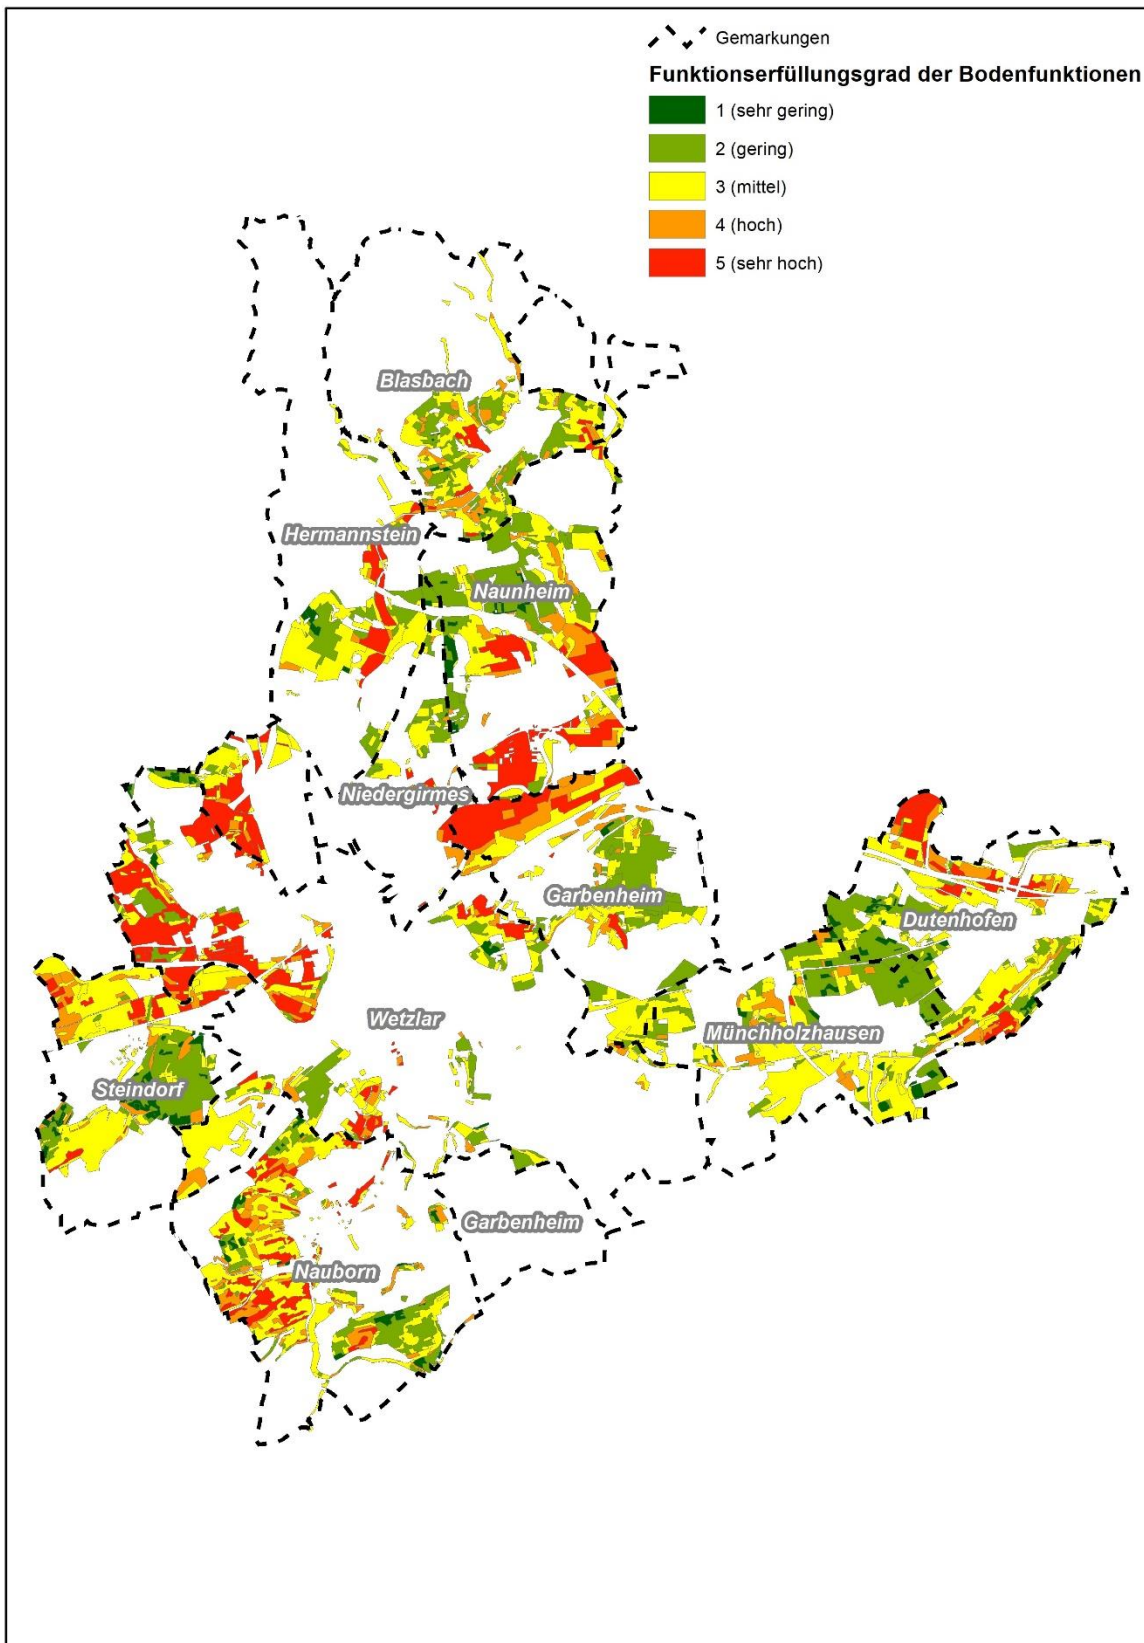 Gemarkungen
Funktionserfüllungsgrad der Bodenfunktionen
1 (sehr gering)
2 (gering)
3 (mittel)
4 (hoch)
5 (sehr hoch)
Blasbach
Hermannstein
Naunheim
Niedergirmes
Garbenheim
Dutenhofen
Wetzlar
Münchholzhausen
Steindorf
Garbenheim
Nauborn